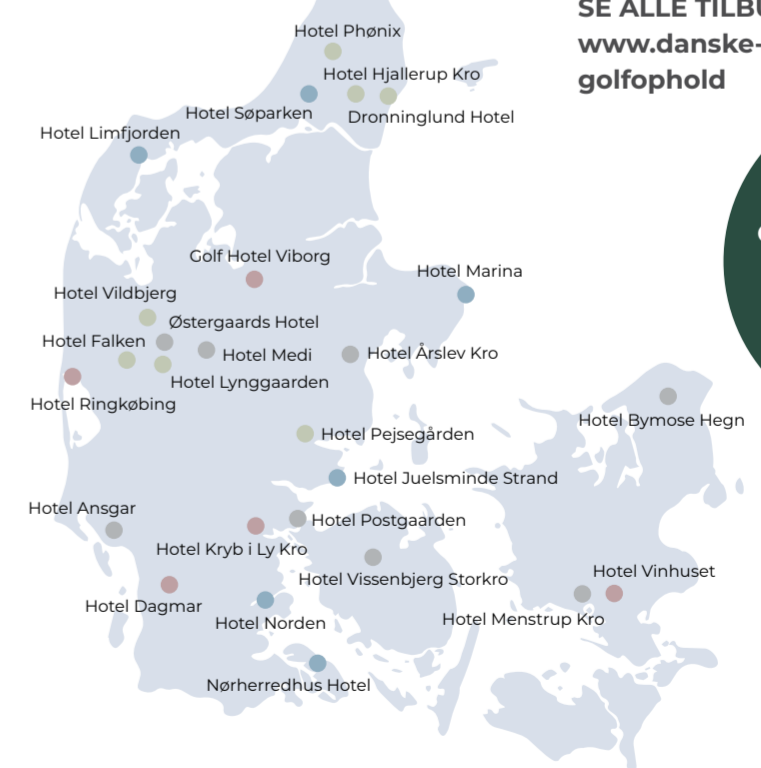 SE ALLE
www.danske-
golfophold
Hotel Phønix
Hotel Hjallerup Kro
Hotel Søparken
Dronninglund Hotel
Hotel Limfjorden
Golf Hotel Viborg
Hotel Marina
Hotel Vildbjerg
Østergaards Hotel
Hotel Falken
Hotel Medi
Hotel Årslev Kro
Hotel Lynggaarden
Hotel Ringkøbing
Hotel Bymose Hegn
Hotel Pejsegården
Hotel Juelsminde Strand
Hotel Ansgar
Hotel Postgaarden
Hotel Kryb i Ly Kro
Hotel Vinhuset
Hotel Vissenbjerg Storkro
Hotel Dagmar
Hotel Norden
Hotel Menstrup Kro
Nørherredhus Hotel